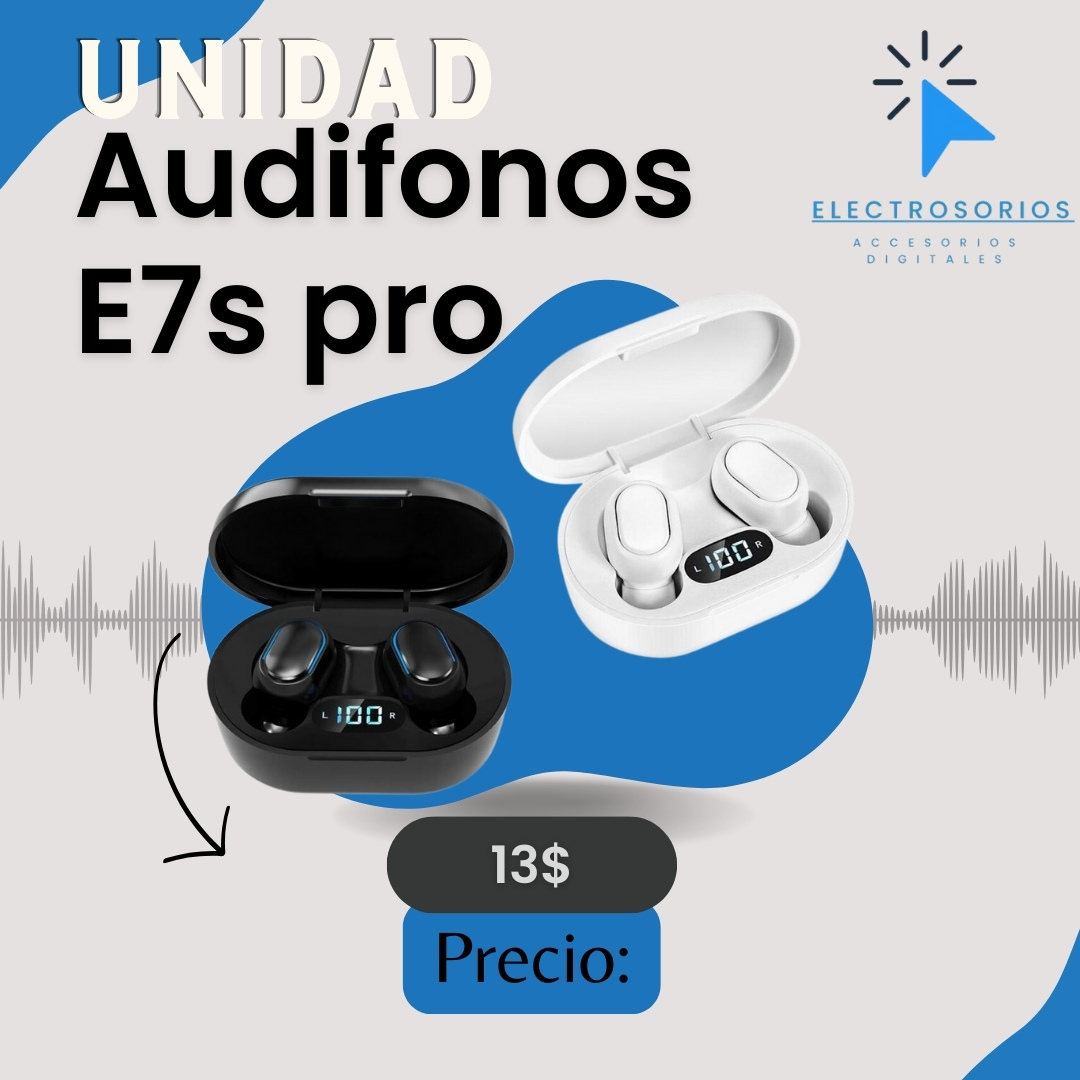 UNIDAD
Audifonos
E7s pro
ELECTROSORIOS
ACCESORIOS
DIGITALES
L 100 R
L 100 R
13$
Precio: